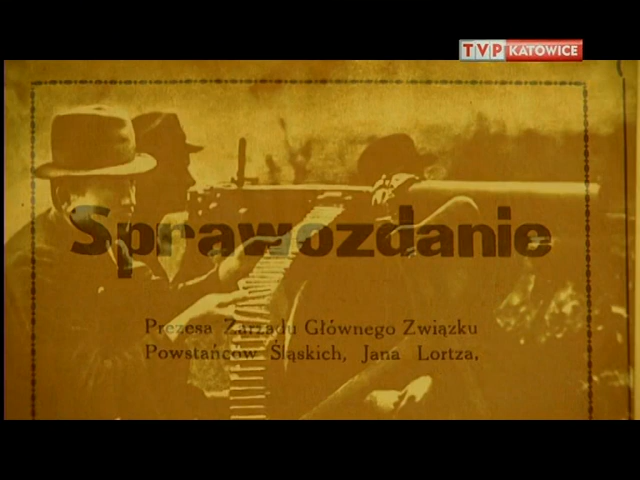 TVP KATOWICE
Sprawozdanie
Prezesa Zarządu Głównego Związku
Powstańców Śląskich, Jana Lortza,